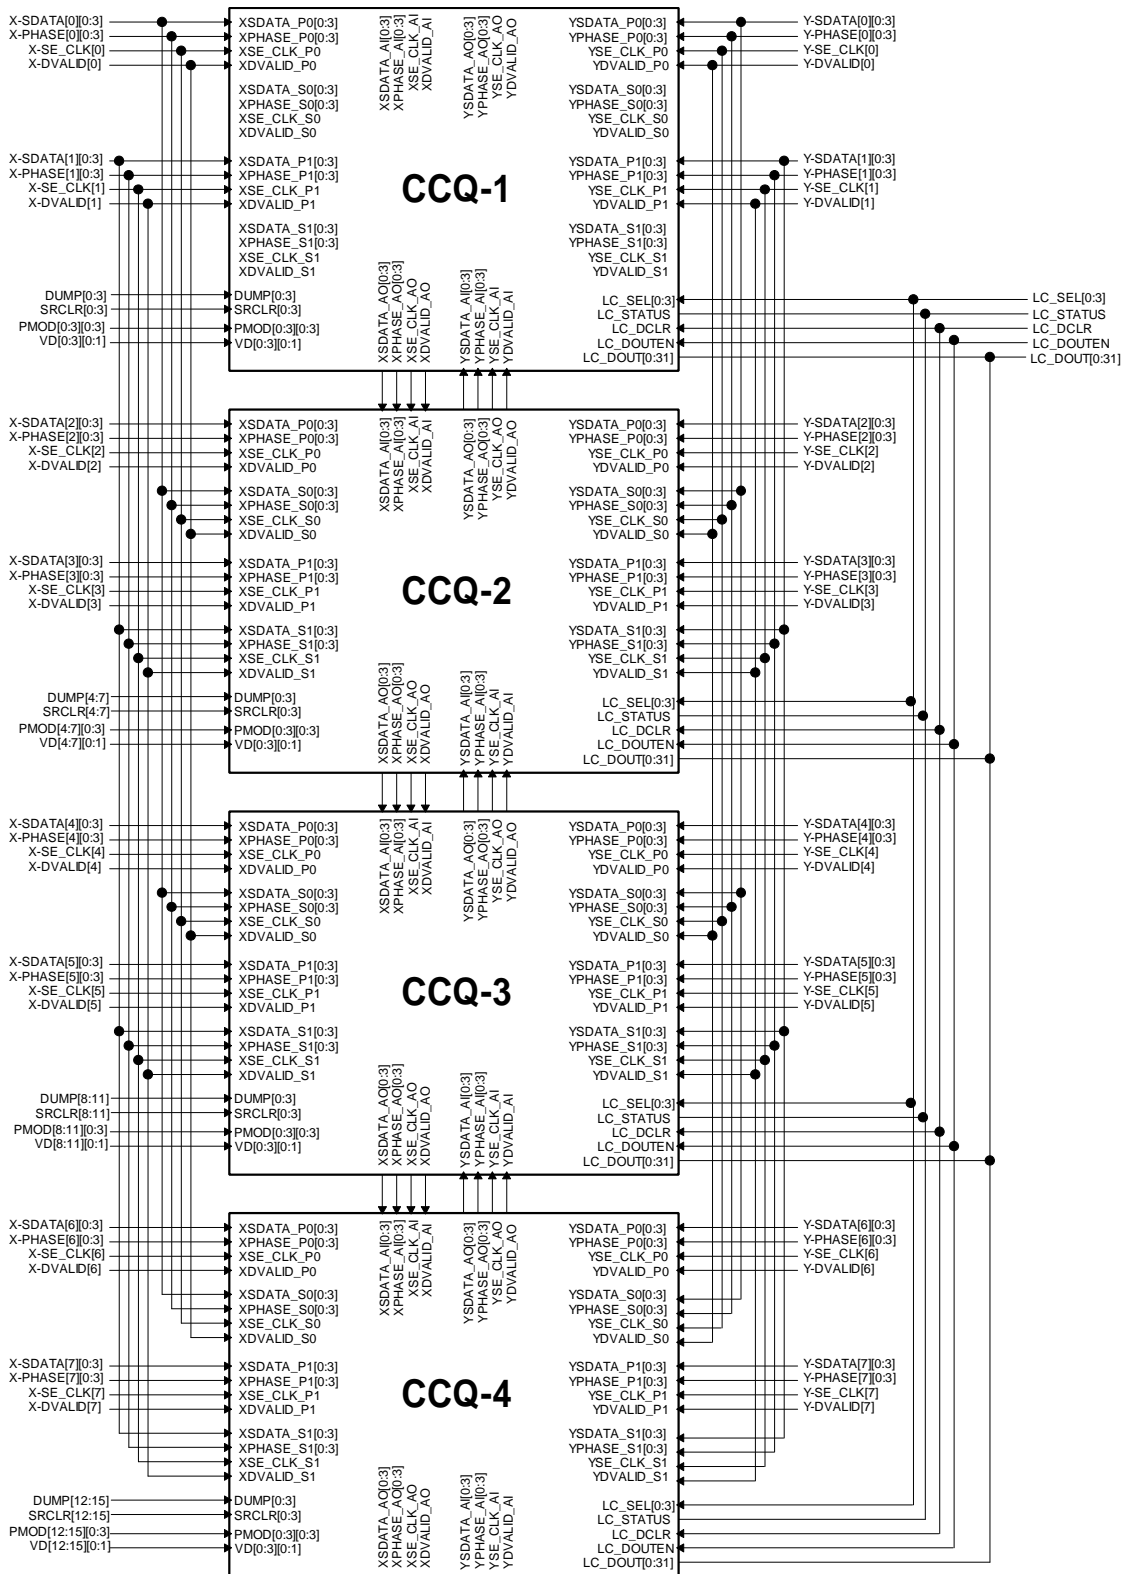 X-SDATA[0][0:3]
X-PHASE[0][0:3]
X-SE_CLK[0]
X-DVALID[0]
X-SDATA[1][0:3]
X-PHASE[1][0:3]
X-SE_CLK[1]
X-DVALID[1]
DUMP[0:3]
SRCLR[0:3]
PMOD[0:3][0:3]
VD[0:3][0:1]
XSDATA_P0[0:3]
XPHASE_P0[0:3]
XSE_CLK_P0
XDVALID_P0
XSDATA_S0[0:3]
XPHASE_S0[0:3]
XSE_CLK_S0
XDVALID_S0
XSDATA_P1[0:3]
XPHASE_P1[0:3]
XSE_CLK_P1
XDVALID_P1
XSDATA_S1[0:3]
XPHASE_S1[0:3]
XSE_CLK_S1
XDVALID_S1
DUMP[0:3]
SRCLR[0:3]
PMOD[0:3][0:3]
VD[0:3][0:1]
XSDATA_AI[0:3]
XPHASE_AI[0:3]
XSE_CLK_AI
XDVALID_AI
YSDATA_AO[0:3]
YPHASE_AO[0:3]
YSE_CLK_AO
YDVALID_AO
CCQ-1
XSDATA_AO[0:3]
XPHASE_AO[0:3]
XSE_CLK_AO
XDVALID_AO
YSDATA_AI[0:3]
YPHASE_AI[0:3]
YSE_CLK_AI
YDVALID_AI
YSDATA_P0[0:3]
YPHASE_P0[0:3]
YSE_CLK_P0
YDVALID_P0
YSDATA_S0[0:3]
YPHASE_S0[0:3]
YSE_CLK_S0
YDVALID_S0
YSDATA_P1[0:3]
YPHASE_P1[0:3]
YSE_CLK_P1
YDVALID_P1
YSDATA_S1[0:3]
YPHASE_S1[0:3]
YSE_CLK_S1
YDVALID_S1
LC_SEL[0:3]
LC_STATUS
LC_DCLR
LC_DOUTEN
LC_DOUT[0:31]
Y-SDATA[0][0:3]
Y-PHASE[0][0:3]
Y-SE_CLK[0]
Y-DVALID[0]
Y-SDATA[1][0:3]
Y-PHASE[1][0:3]
Y-SE_CLK[1]
Y-DVALID[1]
LC_SEL[0:3]
LC_STATUS
LC_DCLR
LC_DOUTEN
LC_DOUT[0:31]
X-SDATA[2][0:3]
X-PHASE[2][0:3]
X-SE_CLK[2]
X-DVALID[2]
X-SDATA[3][0:3]
X-PHASE[3][0:3]
X-SE_CLK[3]
X-DVALID[3]
DUMP[4:7]
SRCLR[4:7]
PMOD[4:7][0:3]
VD[4:7][0:1]
XSDATA_P0[0:3]
XPHASE_P0[0:3]
XSE_CLK_P0
XDVALID_P0
XSDATA_S0[0:3]
XPHASE_S0[0:3]
XSE_CLK_S0
XDVALID_S0
XSDATA_P1[0:3]
XPHASE_P1[0:3]
XSE_CLK_P1
XDVALID_P1
XSDATA_S1[0:3]
XPHASE_S1[0:3]
XSE_CLK_S1
XDVALID_S1
DUMP[0:3]
SRCLR[0:3]
PMOD[0:3][0:3]
VD[0:3][0:1]
XSDATA_AI[0:3]
XPHASE_AI[0:3]
XSE_CLK_AI
XDVALID_AI
YSDATA_AO[0:3]
YPHASE_AO[0:3]
YSE_CLK_AO
YDVALID_AO
CCQ-2
XSDATA_AO[0:3]
XPHASE_AO[0:3]
XSE_CLK_AO
XDVALID_AO
YSDATA_AI[0:3]
YPHASE_AI[0:3]
YSE_CLK_AI
YDVALID_AI
YSDATA_P0[0:3]
YPHASE_P0[0:3]
YSE_CLK_P0
YDVALID_P0
YSDATA_S0[0:3]
YPHASE_S0[0:3]
YSE_CLK_S0
YDVALID_S0
YSDATA_P1[0:3]
YPHASE_P1[0:3]
YSE_CLK_P1
YDVALID_P1
YSDATA_S1[0:3]
YPHASE_S1[0:3]
YSE_CLK_S1
YDVALID_S1
LC_SEL[0:3]
LC_STATUS
LC_DCLR
LC_DOUTEN
LC_DOUT[0:31]
Y-SDATA[2][0:3]
Y-PHASE[2][0:3]
Y-SE_CLK[2]
Y-DVALID[2]
Y-SDATA[3][0:3]
Y-PHASE[3][0:3]
Y-SE_CLK[3]
Y-DVALID[3]
X-SDATA[4][0:3]
X-PHASE[4][0:3]
X-SE_CLK[4]
X-DVALID[4]
X-SDATA[5][0:3]
X-PHASE[5][0:3]
X-SE_CLK[5]
X-DVALID[5]
DUMP[8:11]
SRCLR[8:11]
PMOD[8:11][0:3]
VD[8:11][0:1]
XSDATA_P0[0:3]
XPHASE_P0[0:3]
XSE_CLK_P0
XDVALID_P0
XSDATA_S0[0:3]
XPHASE_S0[0:3]
XSE_CLK_S0
XDVALID_S0
XSDATA_P1[0:3]
XPHASE_P1[0:3]
XSE_CLK_P1
XDVALID_P1
XSDATA_S1[0:3]
XPHASE_S1[0:3]
XSE_CLK_S1
XDVALID_S1
DUMP[0:3]
SRCLR[0:3]
PMOD[0:3][0:3]
VD[0:3][0:1]
XSDATA_AI[0:3]
XPHASE_AI[0:3]
XSE_CLK_AI
XDVALID_AI
YSDATA_AO[0:3]
YPHASE_AO[0:3]
YSE_CLK_AO
YDVALID_AO
CCQ-3
XSDATA_AO[0:3]
XPHASE_AO[0:3]
XSE_CLK_AO
XDVALID_AO
YSDATA_AI[0:3]
YPHASE_AI[0:3]
YSE_CLK_AI
YDVALID_AI
YSDATA_P0[0:3]
YPHASE_P0[0:3]
YSE_CLK_P0
YDVALID_P0
YSDATA_S0[0:3]
YPHASE_S0[0:3]
YSE_CLK_S0
YDVALID_S0
YSDATA_P1[0:3]
YPHASE_P1[0:3]
YSE_CLK_P1
YDVALID_P1
YSDATA_S1[0:3]
YPHASE_S1[0:3]
YSE_CLK_S1
YDVALID_S1
LC_SEL[0:3]
LC_STATUS
LC_DCLR
LC_DOUTEN
LC_DOUT[0:31]
Y-SDATA[4][0:3]
Y-PHASE[4][0:3]
Y-SE_CLK[4]
Y-DVALID[4]
Y-SDATA[5][0:3]
Y-PHASE[5][0:3]
Y-SE_CLK[5]
Y-DVALID[5]
X-SDATA[6][0:3]
X-PHASE[6][0:3]
X-SE_CLK[6]
X-DVALID[6]
X-SDATA[7][0:3]
X-PHASE[7][0:3]
X-SE_CLK[7]
X-DVALID[7]
DUMP[12:15]
SRCLR[12:15]
PMOD[12:15][0:3]
VD[12:15][0:1]
XSDATA_P0[0:3]
XPHASE_P0[0:3]
XSE_CLK_P0
XDVALID_P0
XSDATA_S0[0:3]
XPHASE_S0[0:3]
XSE_CLK_S0
XDVALID_S0
XSDATA_P1[0:3]
XPHASE_P1[0:3]
XSE_CLK_P1
XDVALID_P1
XSDATA_S1[0:3]
XPHASE_S1[0:3]
XSE_CLK_S1
XDVALID_S1
DUMP[0:3]
SRCLR[0:3]
PMOD[0:3][0:3]
VD[0:3][0:1]
XSDATA_AI[0:3]
XPHASE_AI[0:3]
XSE_CLK_AI
XDVALID_AI
YSDATA_AO[0:3]
YPHASE_AO[0:3]
YSE_CLK_AO
YDVALID_AO
CCQ-4
XSDATA_AO[0:3]
XPHASE_AO[0:3]
XSE_CLK_AO
XDVALID_AO
YSDATA_AI[0:3]
YPHASE_AI[0:3]
YSE_CLK_AI
YDVALID_AI
YSDATA_P0[0:3]
YPHASE_P0[0:3]
YSE_CLK_P0
YDVALID_P0
YSDATA_S0[0:3]
YPHASE_S0[0:3]
YSE_CLK_S0
YDVALID_S0
YSDATA_P1[0:3]
YPHASE_P1[0:3]
YSE_CLK_P1
YDVALID_P1
YSDATA_S1[0:3]
YPHASE_S1[0:3]
YSE_CLK_S1
YDVALID_S1
LC_SEL[0:3]
LC_STATUS
LC_DCLR
LC_DOUTEN
LC_DOUT[0:31]
Y-SDATA[6][0:3]
Y-PHASE[6][0:3]
Y-SE_CLK[6]
Y-DVALID[6]
Y-SDATA[7][0:3]
Y-PHASE[7][0:3]
Y-SE_CLK[7]
Y-DVALID[7]